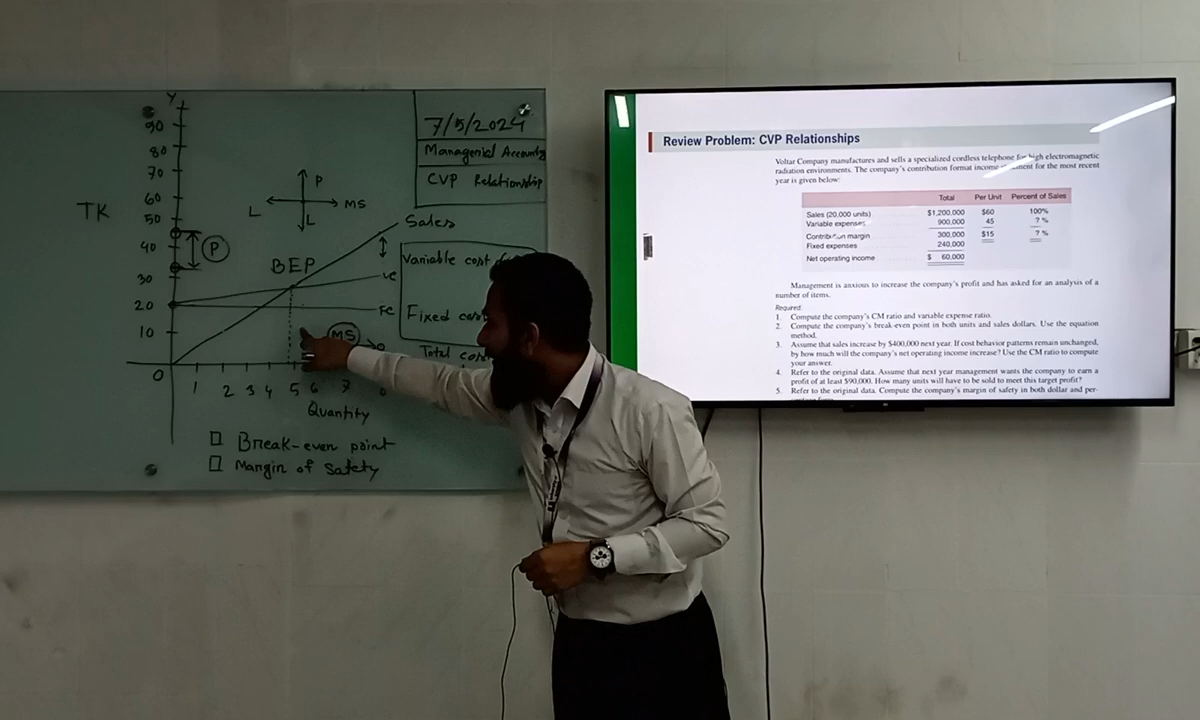 Y
90
80
70
60
50
40
30
20
10
0
TK
P
L
MS
L
P
BEP
Sales
VC
FC
MS
1 2 3 4 5 6 7 8
Quantity
Break-even point
Margin of Safety
7/5/2024
Managerial Accounting
CVP Relationship
Variable cost
Fixed
Total
Review Problem: CVP Relationships
Voltar Company manufactures and sells a specialized cordless telephone for high electromagnetic
radiation environments. The company's contribution format income statement for the most recent
year is given below:
Total Per Unit Percent of Sales
Sales (20,000 units) $1,200,000 $60 100%
Variable expenses 900,000 45 ? %
Contribution margin 300,000 $15 ? %
Fixed expenses 240,000
Net operating income $ 60,000
Management is anxious to increase the company's profit and has asked for an analysis of a
number of items.
Required:
1. Compute the company's CM ratio and variable expense ratio.
2. Compute the company's break-even point in both units and sales dollars. Use the equation
method.
3. Assume that sales increase by $400,000 next year. If cost behavior patterns remain unchanged,
by how much will the company's net operating income increase? Use the CM ratio to compute
your answer.
4. Refer to the original data. Assume that next year management wants the company to earn a
profit of at least $90,000. How many units will have to be sold to meet this target profit?
5. Refer to the original data. Compute the company's margin of safety in both dollar and per-